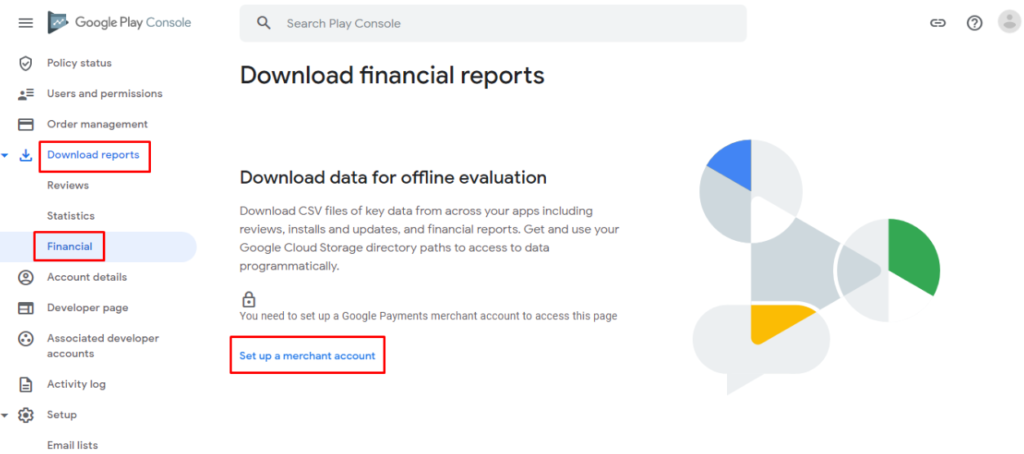 Google Play Console
Search Play Console
Policy status
Users and permissions
Order management
Download reports
Reviews
Statistics
Financial
Account details
Developer page
Associated developer
accounts
Activity log
Setup
Email lists
Download financial reports
Download data for offline evaluation
Download CSV files of key data from across your apps including
reviews, installs and updates, and financial reports. Get and use your
Google Cloud Storage directory paths to access to data
programmatically.
You need to set up a Google Payments merchant account to access this page
Set up a merchant account